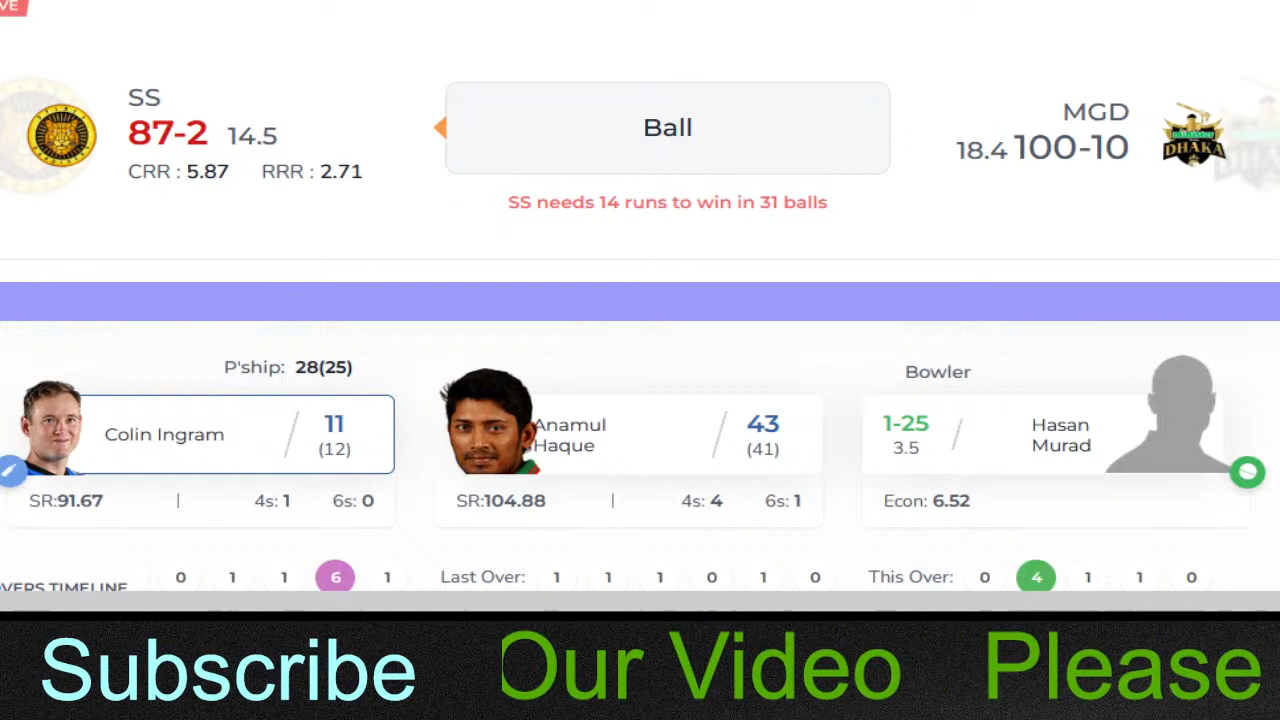 VE
SS
87-2 14.5
CRR : 5.87 RRR : 2.71
Ball
SS needs 14 runs to win in 31 balls
MGD
18.4 100-10
DHAKA
P'ship: 28(25)
Colin Ingram
11
(12)
SR:91.67 | 4s: 1 6s: 0
Anamul
Haque
43
(41)
SR:104.88 | 4s: 4 6s: 1
Bowler
1-25
3.5
Hasan
Murad
Econ: 6.52
OVERS TIMELINE 0 1 1 6 1 Last Over: 1 1 1 0 1 0 This Over: 0 4 1 1 0
Subscribe Our Video Please